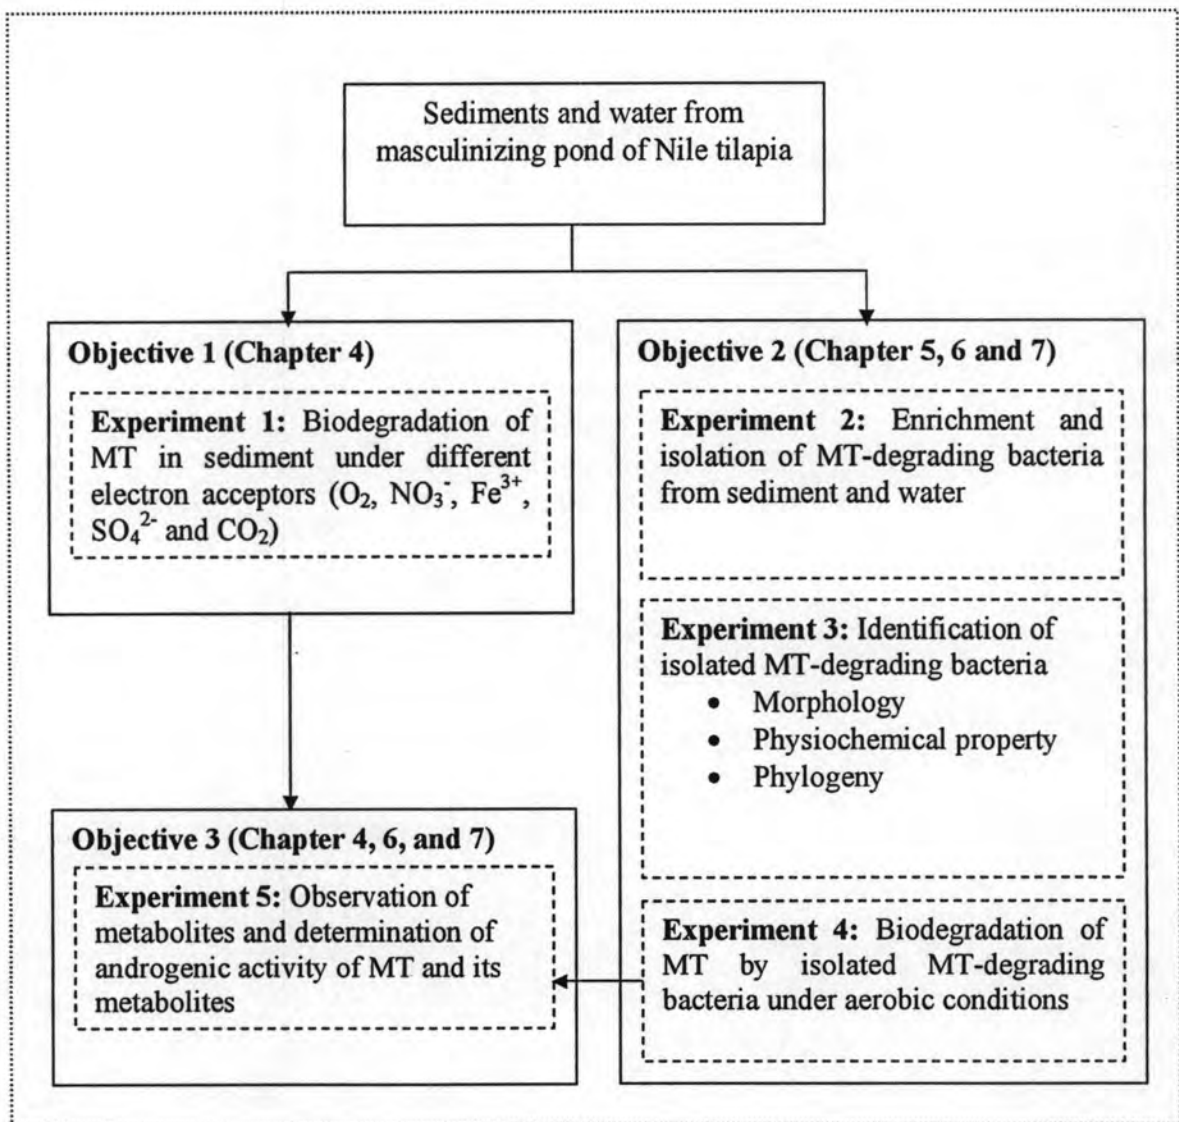 Sediments and water from
masculinizing pond of Nile tilapia
Objective 1 (Chapter 4)
Experiment 1: Biodegradation of
MT in sediment under different
electron acceptors (O₂, NO₃⁻, Fe³⁺,
SO₄²⁻ and CO₂)
Objective 2 (Chapter 5, 6 and 7)
Experiment 2: Enrichment and
isolation of MT-degrading bacteria
from sediment and water
Experiment 3: Identification of
isolated MT-degrading bacteria
• Morphology
• Physiochemical property
• Phylogeny
Experiment 4: Biodegradation of
MT by isolated MT-degrading
bacteria under aerobic conditions
Objective 3 (Chapter 4, 6, and 7)
Experiment 5: Observation of
metabolites and determination of
androgenic activity of MT and its
metabolites